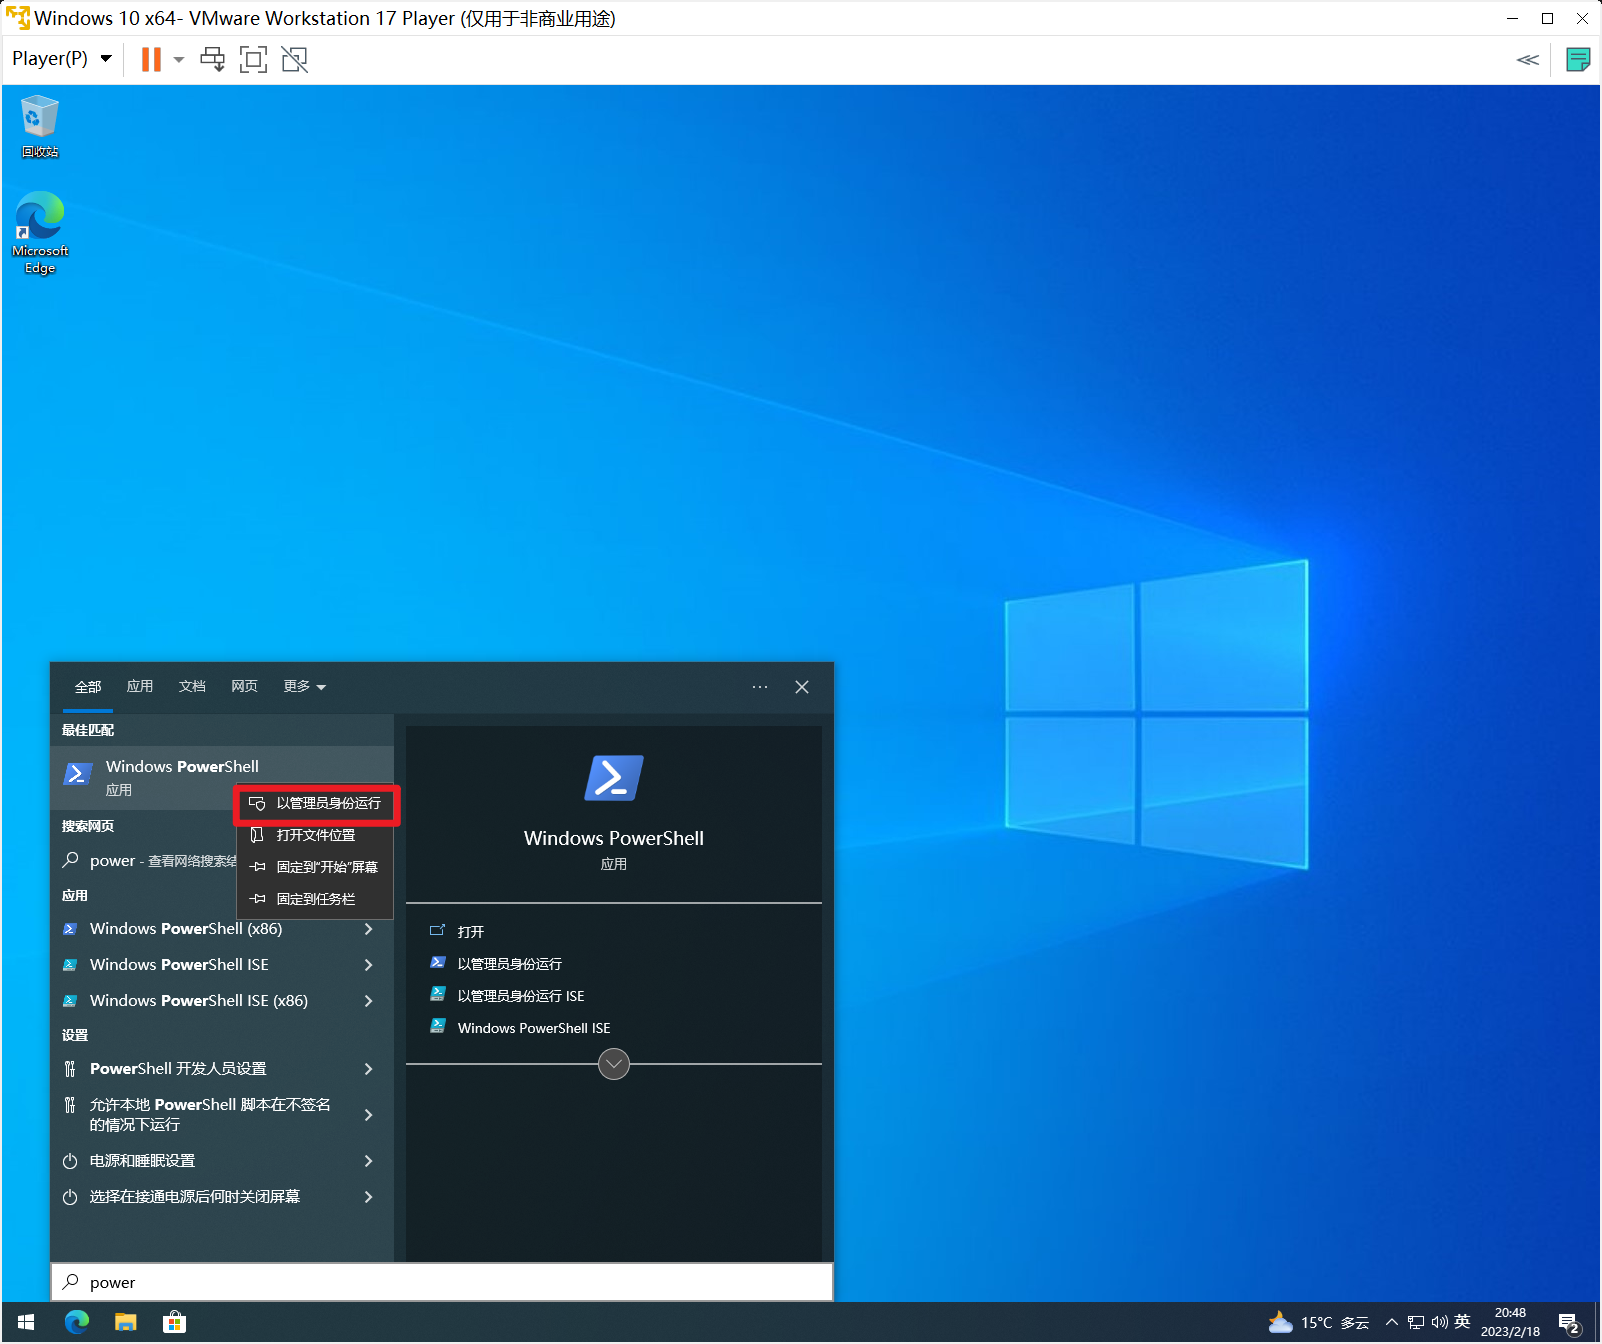 Windows 10 x64- VMware Workstation 17 Player (仅用于非商业用途)
Player(P)
回收站
Microsoft
Edge
全部 应用 文档 网页 更多
最佳匹配
Windows PowerShell
应用
以管理员身份运行
打开文件位置
固定到"开始"屏幕
固定到任务栏
搜索网页
power - 查看网络搜索结
应用
Windows PowerShell (x86)
Windows PowerShell ISE
Windows PowerShell ISE (x86)
设置
PowerShell 开发人员设置
允许本地 PowerShell 脚本在不签名
的情况下运行
电源和睡眠设置
选择在接通电源后何时关闭屏幕
Windows PowerShell
应用
打开
以管理员身份运行
以管理员身份运行 ISE
Windows PowerShell ISE
power
15°C 多云
英
20:48
2023/2/18
2